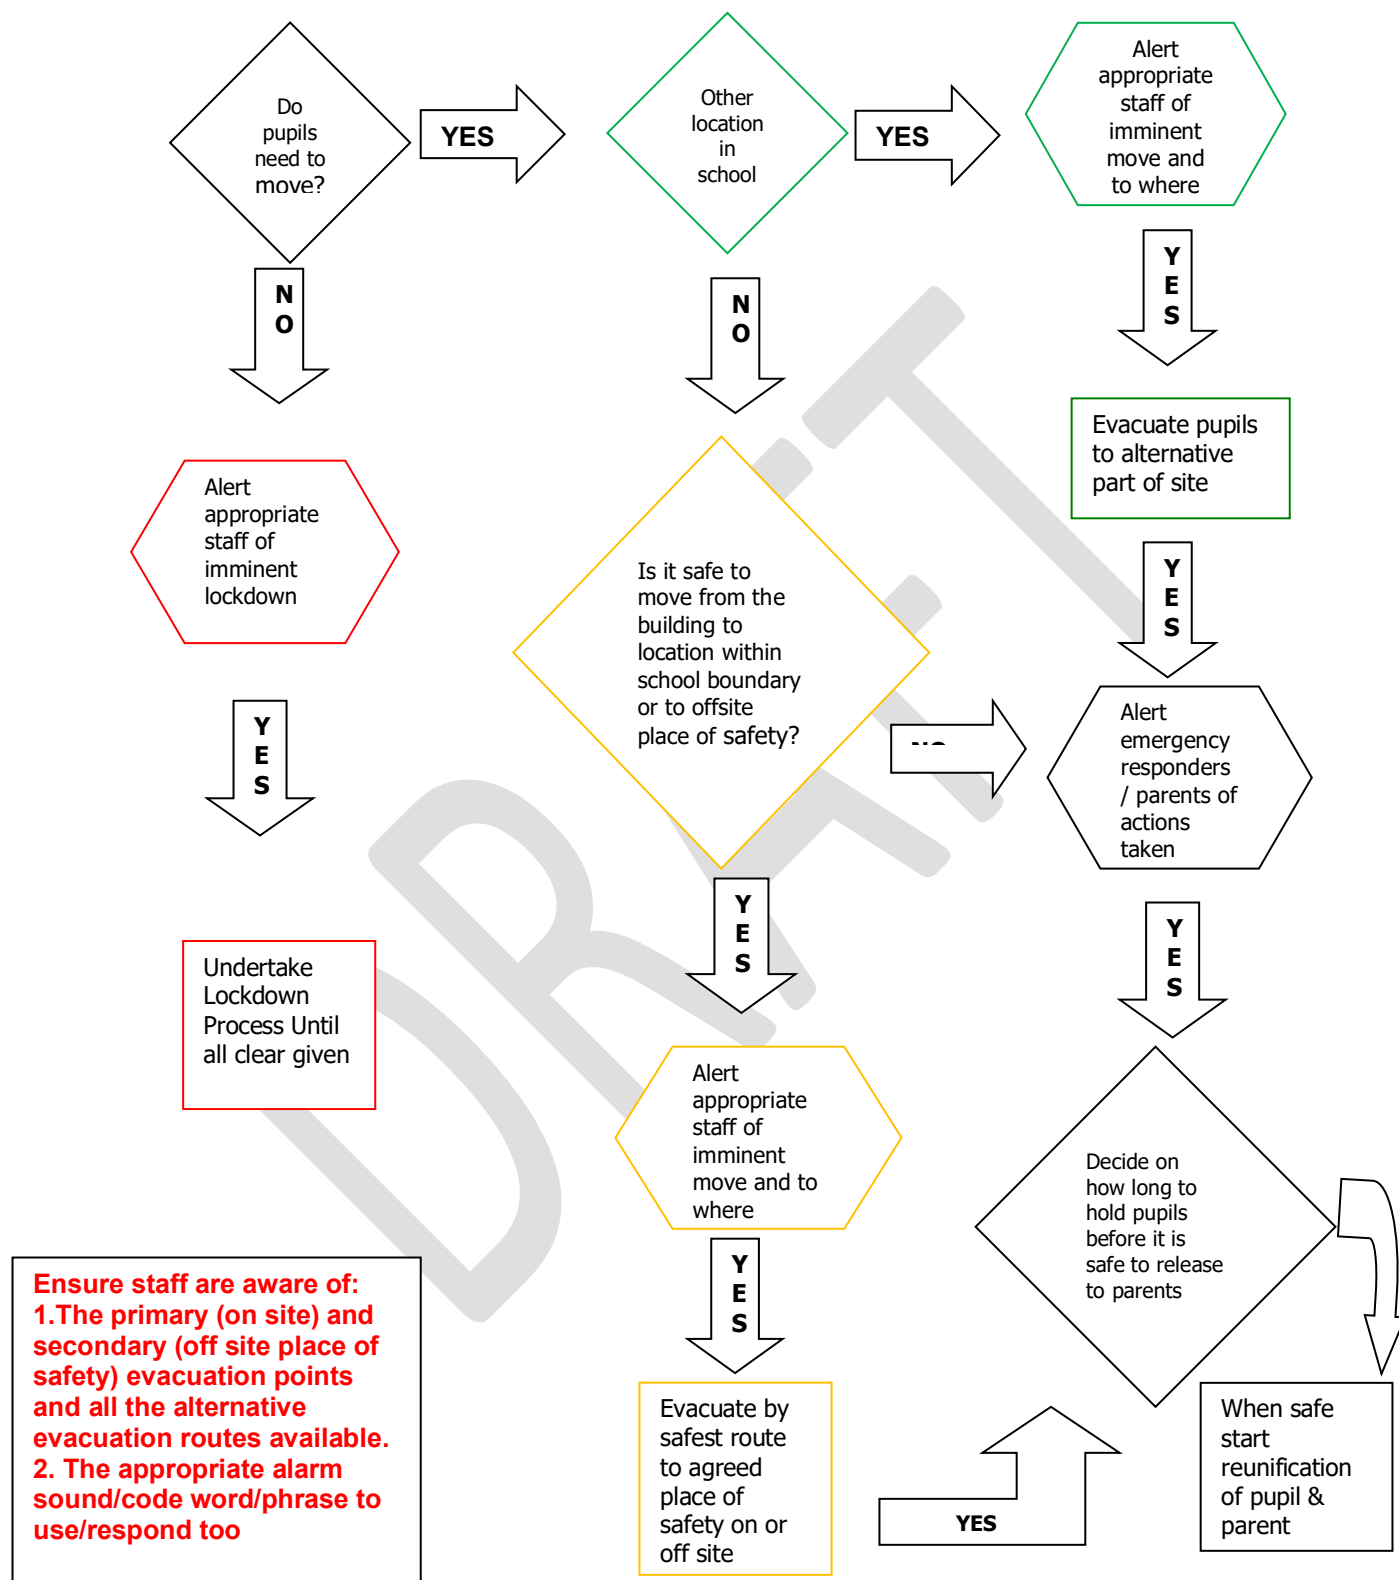 Do
pupils
need to
move?
YES
Other
location
in
school
YES
Alert
appropriate
staff of
imminent
move and
to where
N
O
N
O
Y
E
S
Alert
appropriate
staff of
imminent
lockdown
Is it safe to
move from the
building to
location within
school boundary
or to offsite
place of safety?
Evacuate pupils
to alternative
part of site
Y
E
S
NO
Alert
emergency
responders
/ parents of
actions
taken
Y
E
S
Y
E
S
Y
E
S
Undertake
Lockdown
Process Until
all clear given
Alert
appropriate
staff of
imminent
move and to
where
Decide on
how long to
hold pupils
before it is
safe to release
to parents
Y
E
S
Ensure staff are aware of:
1.The primary (on site) and
secondary (off site place of
safety) evacuation points
and all the alternative
evacuation routes available.
2. The appropriate alarm
sound/code word/phrase to
use/respond too
Evacuate by
safest route
to agreed
place of
safety on or
off site
YES
When safe
start
reunification
of pupil &
parent
DRAFT